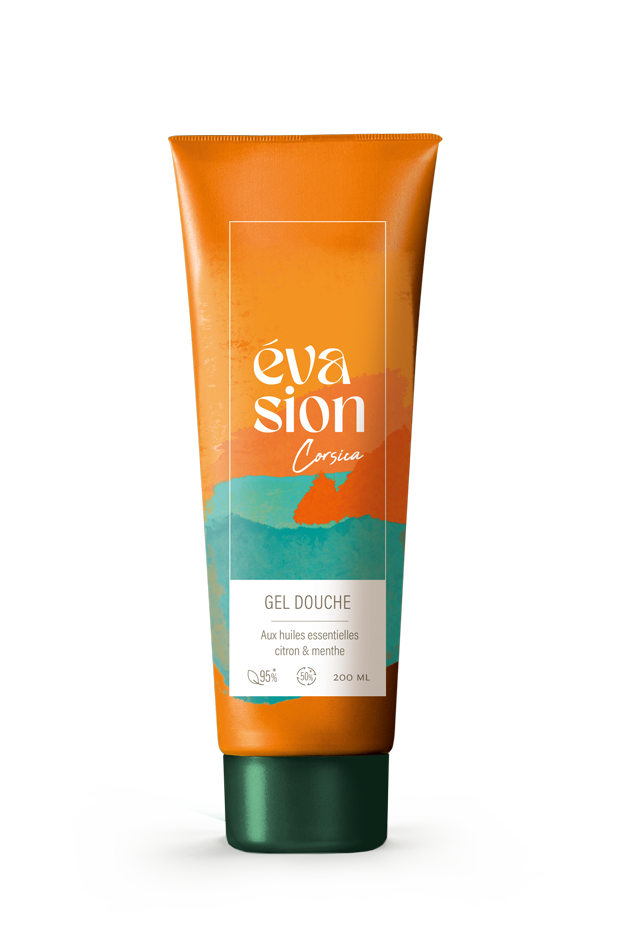 éva
sion
Corsica
GEL DOUCHE
Aux huiles essentielles
citron & menthe
95%* 50% 200 ML